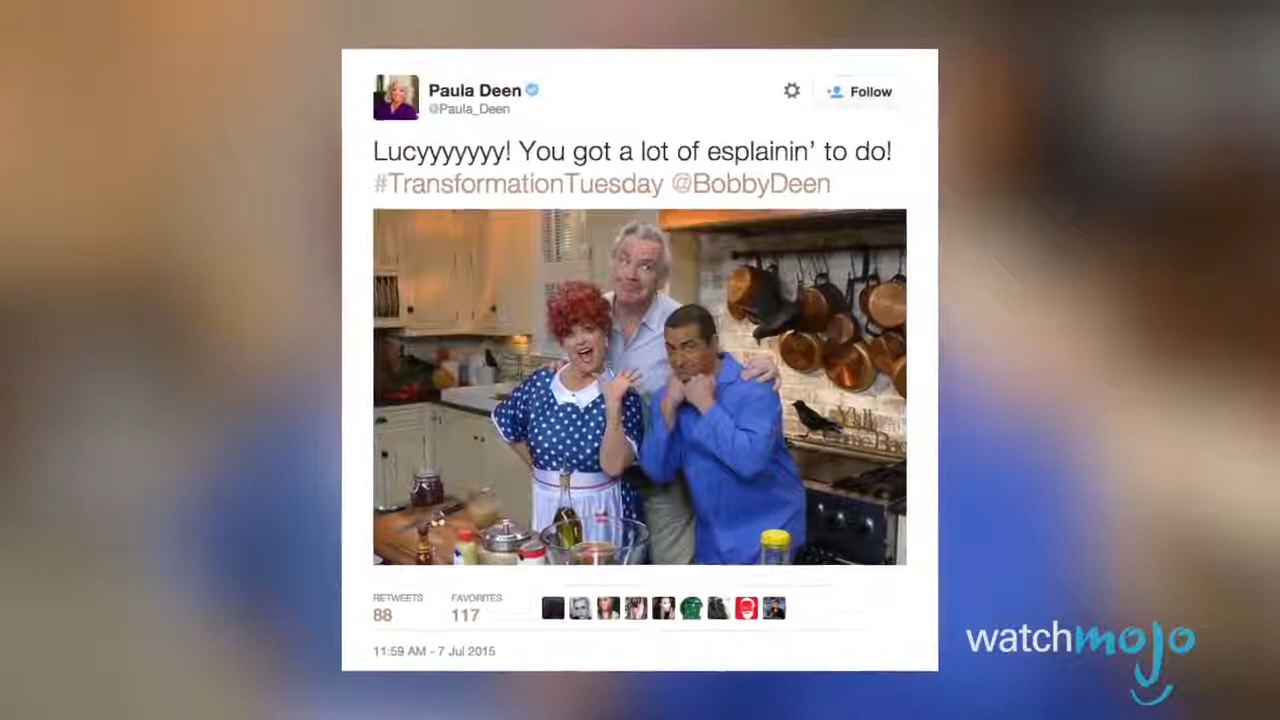 Paula Deen
@Paula_Deen
Follow
Lucyyyyyyy! You got a lot of esplainin' to do!
#TransformationTuesday @BobbyDeen
RETWEETS
FAVORITES
88
117
11:59 AM - 7 Jul 2015
watchmojo